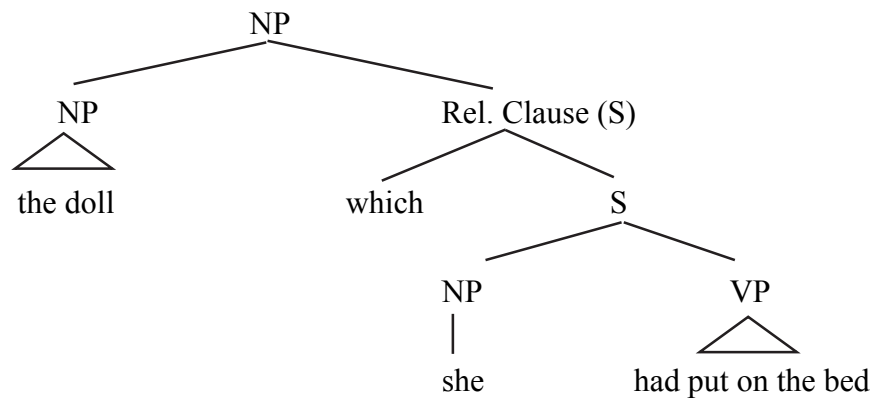 NP
NP Rel. Clause (S)
the doll which S
NP VP
she had put on the bed